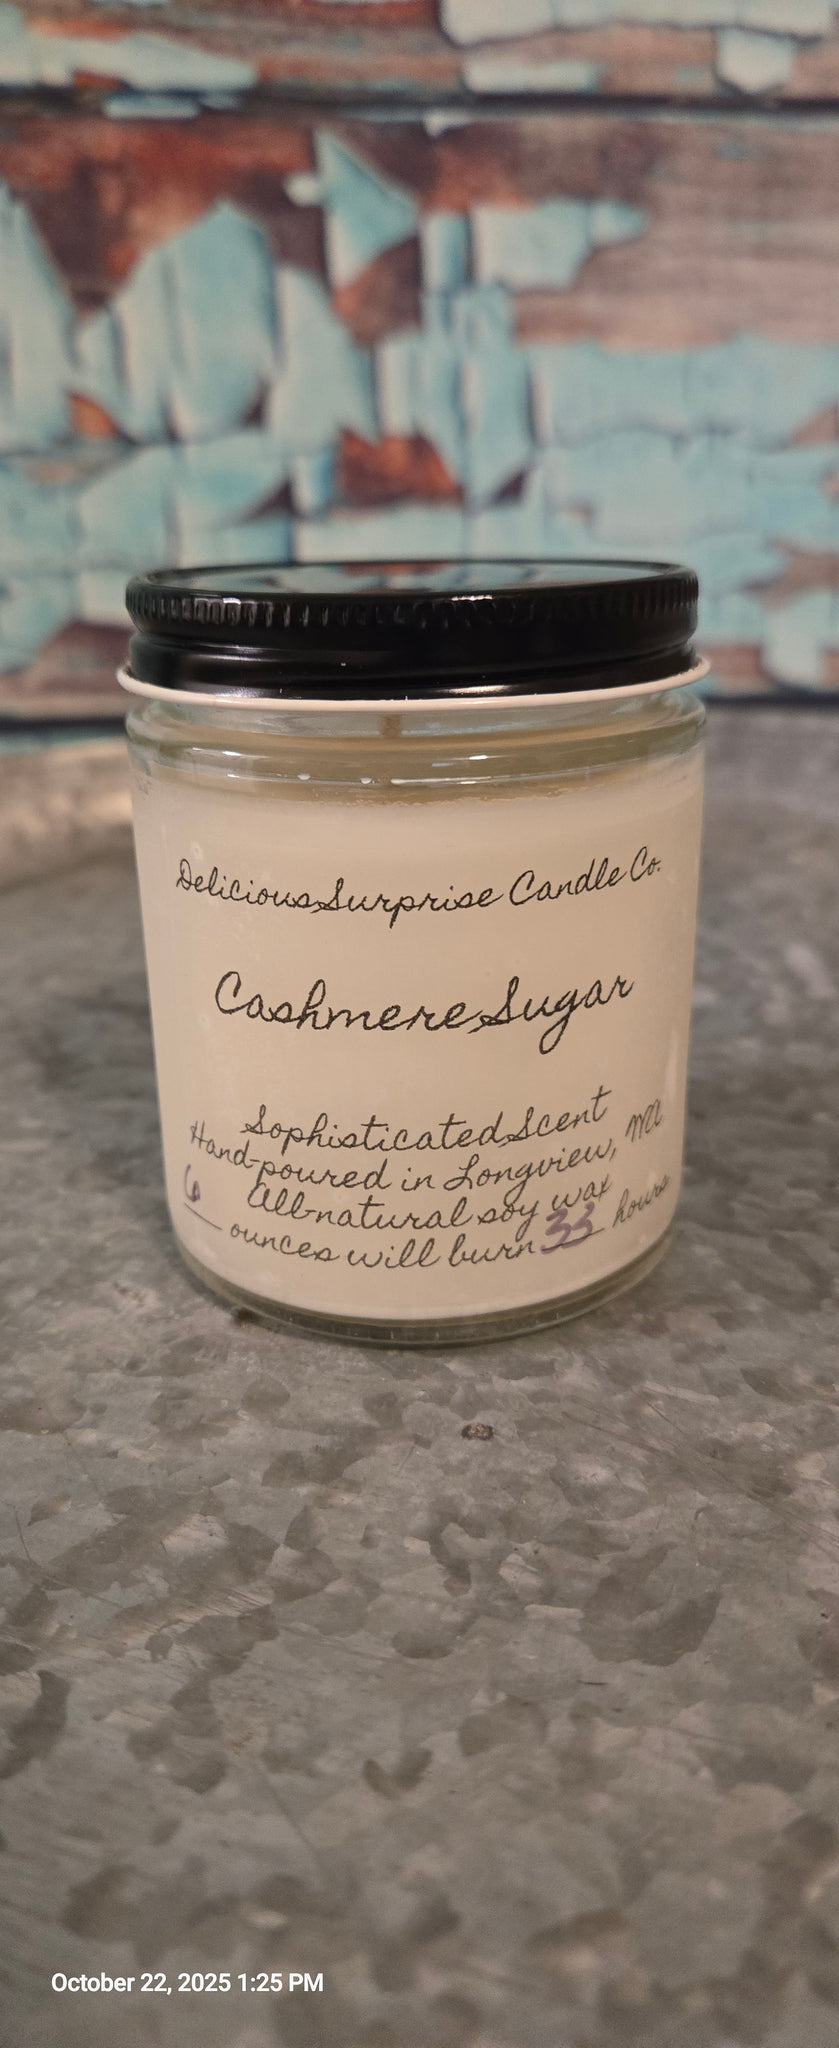 Delicious Surprise Candle Co.
Cashmere Sugar
Sophisticated Scent
Hand-poured in Longview, WA
All-natural soy wax
6 ounces will burn 33 hours
October 22, 2025 1:25 PM